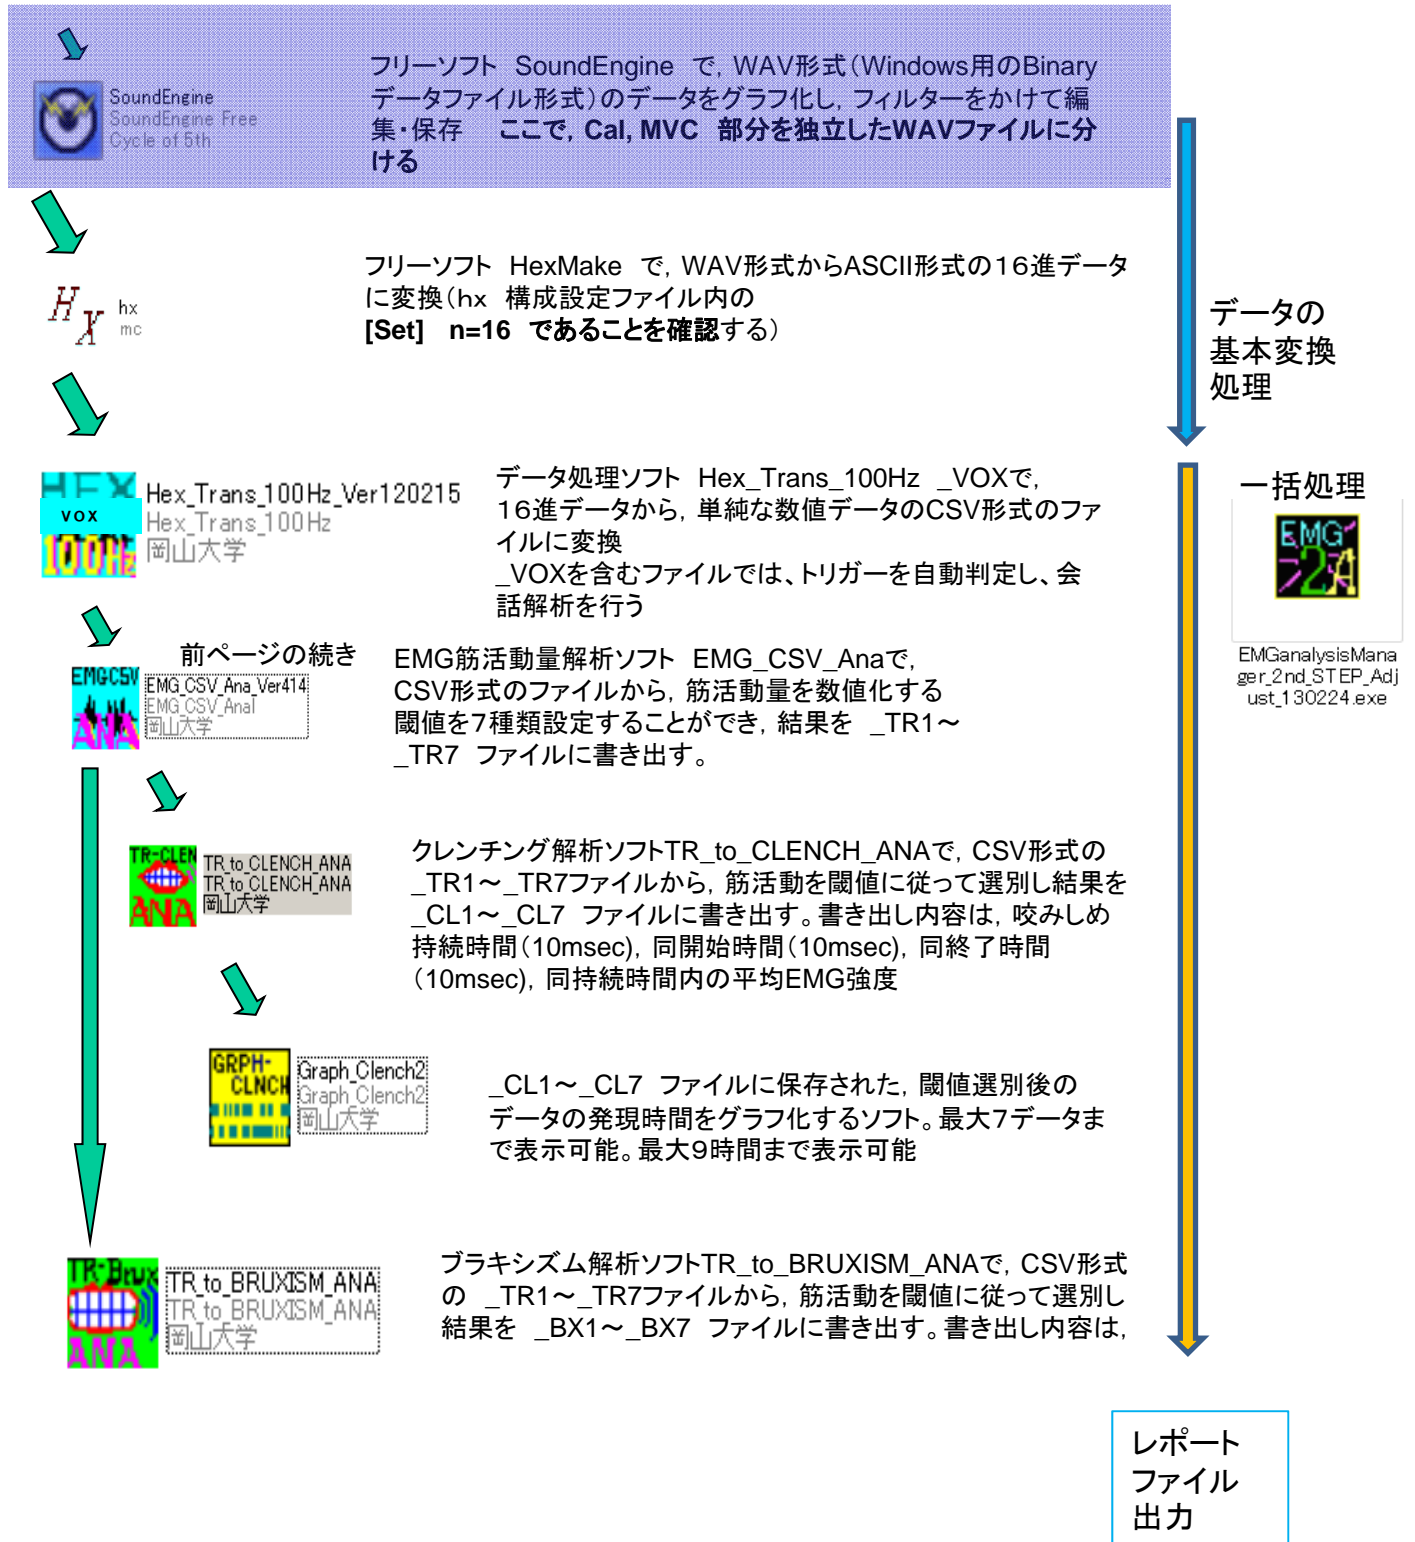 SoundEngine
SoundEngine Free
Cycle of 5th
フリーソフト SoundEngine で, WAV形式(Windows用のBinary
データファイル形式)のデータをグラフ化し, フィルターをかけて編
集・保存 ここで, Cal, MVC 部分を独立したWAVファイルに分
ける
HX
hx
mc
フリーソフト HexMake で, WAV形式からASCII形式の16進データ
に変換(hx 構成設定ファイル内の
[Set] n=16 であることを確認する)
データの
基本変換
処理
HEX
VOX
100Hz
Hex_Trans_100Hz_Ver120215
Hex_Trans_100Hz
岡山大学
データ処理ソフト Hex_Trans_100Hz _VOXで,
16進データから, 単純な数値データのCSV形式のファ
イルに変換
_VOXを含むファイルでは、トリガーを自動判定し、会
話解析を行う
一括処理
EMG
2A
EMGanalysisMana
ger_2nd_STEP_Adj
ust_130224.exe
前ページの続き
EMGCSV
ANA
EMG_CSV_Ana_Ver414
EMG_CSV_Anal
岡山大学
EMG筋活動量解析ソフト EMG_CSV_Anaで,
CSV形式のファイルから, 筋活動量を数値化する
閾値を7種類設定することができ, 結果を _TR1~
_TR7 ファイルに書き出す。
TR-CLEN
ANA
TR_to_CLENCH_ANA
TR_to_CLENCH_ANA
岡山大学
クレンチング解析ソフトTR_to_CLENCH_ANAで, CSV形式の
_TR1~_TR7ファイルから, 筋活動を閾値に従って選別し結果を
_CL1~_CL7 ファイルに書き出す。書き出し内容は, 咬みしめ
持続時間(10msec), 同開始時間(10msec), 同終了時間
(10msec), 同持続時間内の平均EMG強度
GRPH-
CLNCH
Graph_Clench2
Graph_Clench2
岡山大学
_CL1~_CL7 ファイルに保存された, 閾値選別後の
データの発現時間をグラフ化するソフト。最大7データま
で表示可能。最大9時間まで表示可能
TR-Brux
ANA
TR_to_BRUXISM_ANA
TR_to_BRUXISM_ANA
岡山大学
ブラキシズム解析ソフトTR_to_BRUXISM_ANAで, CSV形式
の _TR1~_TR7ファイルから, 筋活動を閾値に従って選別し
結果を _BX1~_BX7 ファイルに書き出す。書き出し内容は,
レポート
ファイル
出力